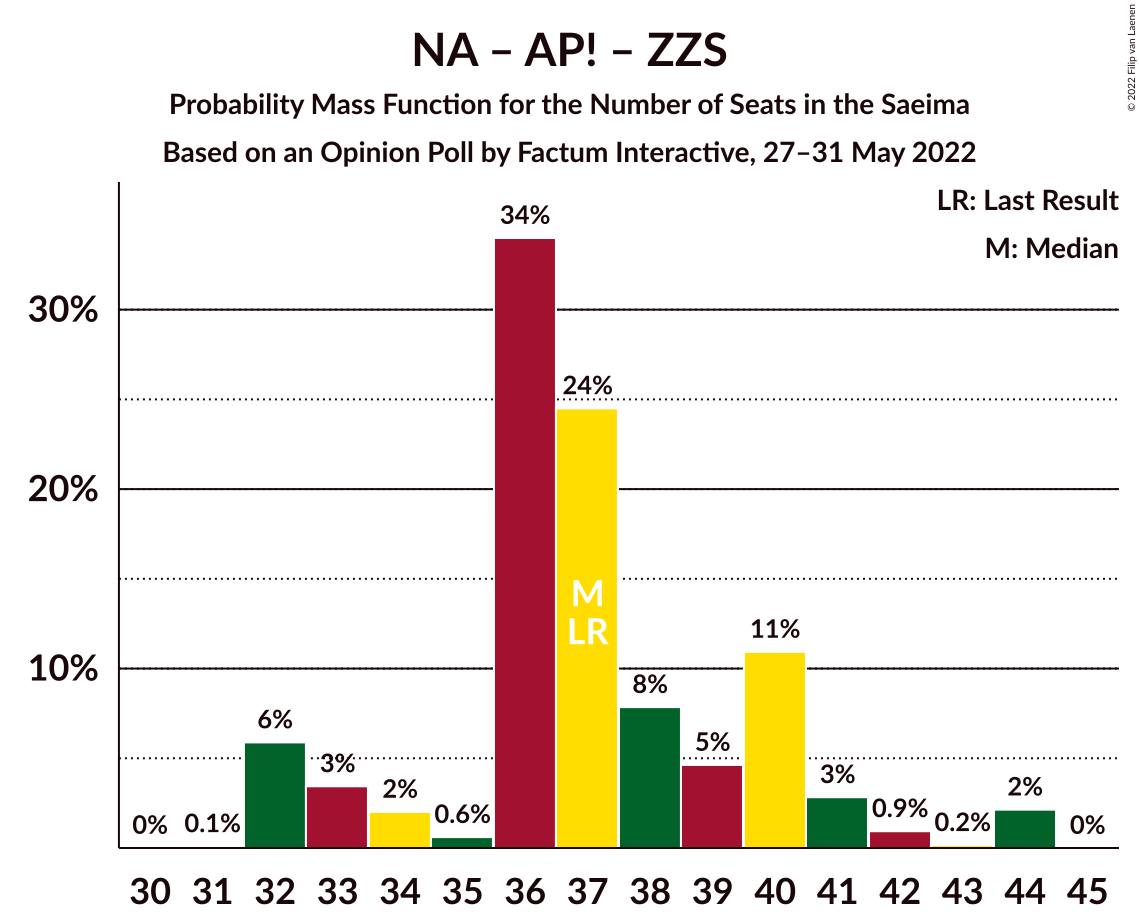 NA – AP! – ZZS
Probability Mass Function for the Number of Seats in the Saeima
Based on an Opinion Poll by Factum Interactive, 27–31 May 2022
© 2022 Filip van Laenen
LR: Last Result
M: Median
34%
30%
24%
20%
M
LR
11%
10%
8%
6%
5%
3%
3%
2%
2%
0.6%
0.9%
0%
0.1%
0.2%
0%
30 31 32 33 34 35 36 37 38 39 40 41 42 43 44 45